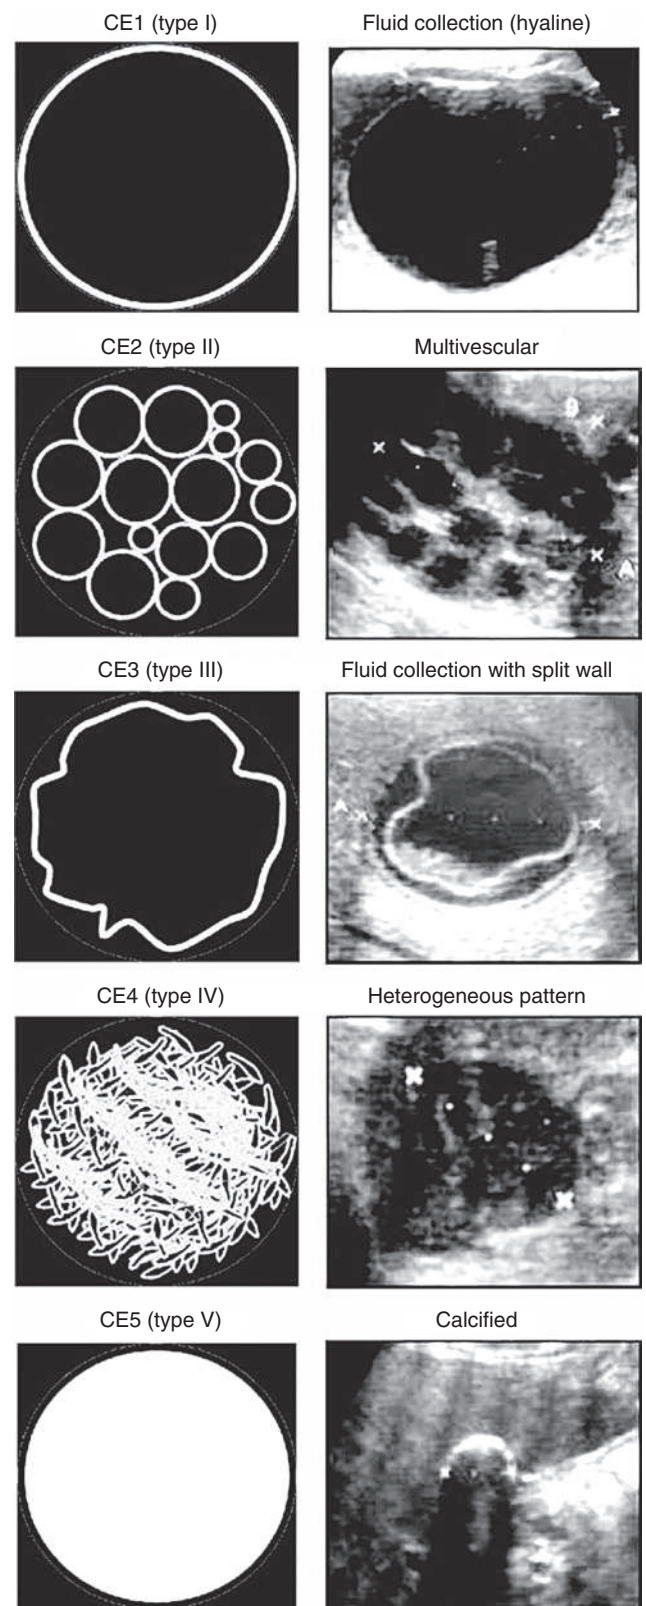 CE1 (type I)
Fluid collection (hyaline)
CE2 (type II)
Multivescular
B
A
CE3 (type III)
Fluid collection with split wall
A
CE4 (type IV)
Heterogeneous pattern
CE5 (type V)
Calcified